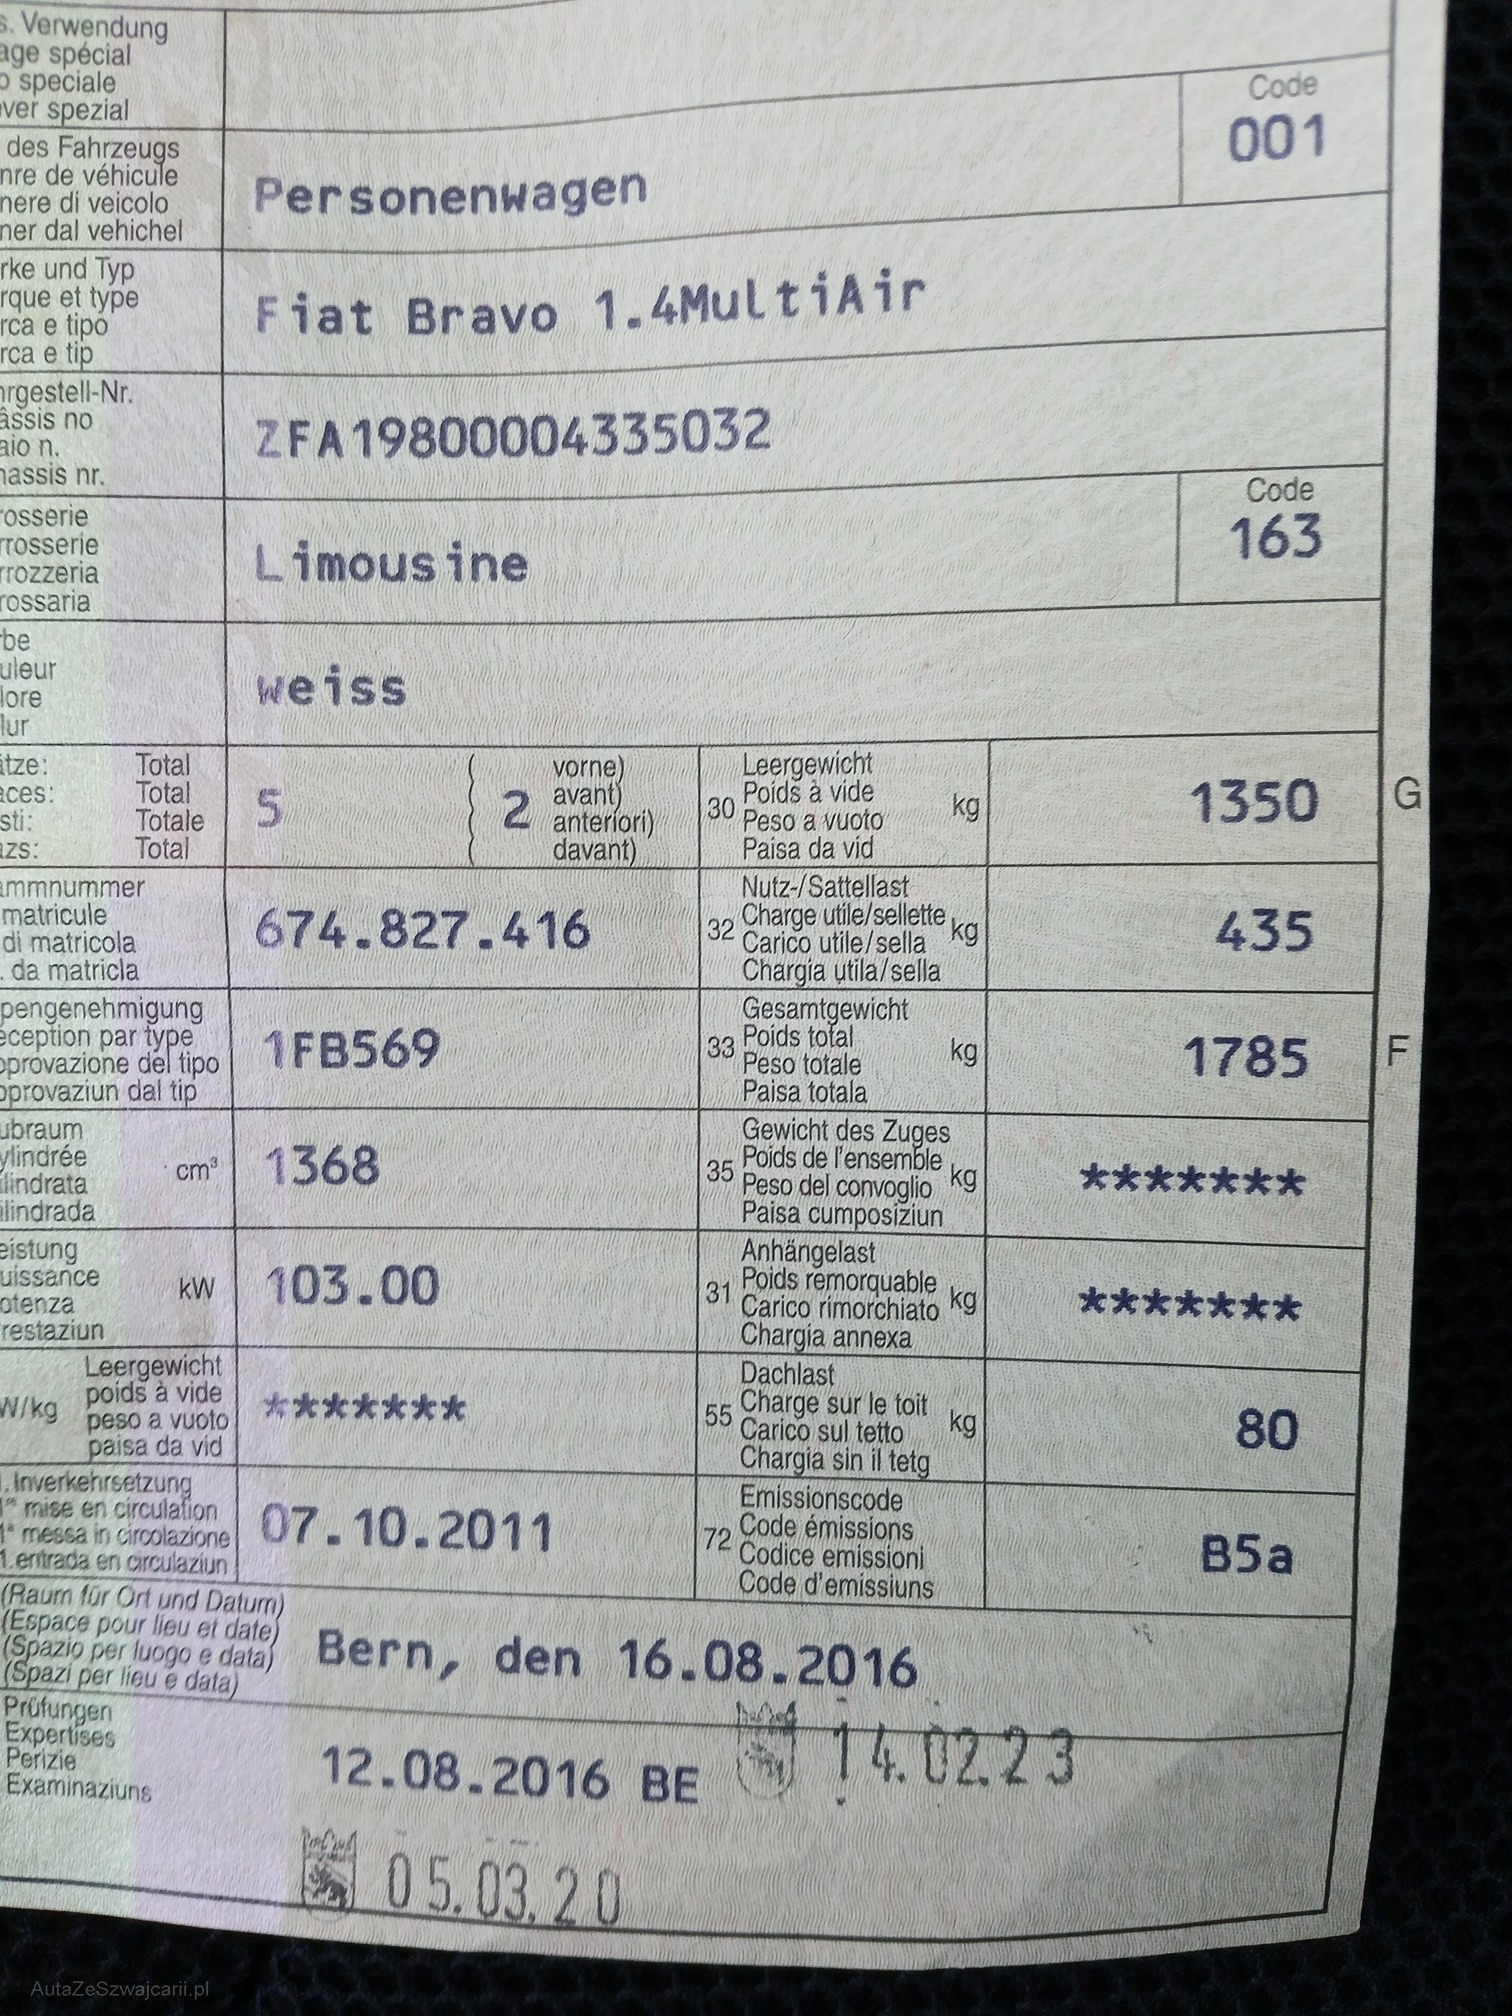 s. Verwendung
age spécial
o speciale
ver spezial
Code
001
des Fahrzeugs
nre de véhicule
nere di veicolo
ner dal vehichel
Personenwagen
rke und Typ
rque et type
rca e tipo
rca e tip
Fiat Bravo 1.4MultiAir
hrgestell-Nr.
âssis no
aio n.
hassis nr.
ZFA19800004335032
rosserie
rrosserie
rrozzeria
rossaria
Limousine
Code
163
rbe
uleur
lore
lur
weiss
itze: Total
aces: Total
sti: Totale
azs: Total
5
2
vorne)
avant)
anteriori)
davant)
30
Leergewicht
Poids à vide
Peso a vuoto
Paisa da vid
kg
1350
G
ammnummer
matricule
di matricola
. da matricla
674.827.416
32
Nutz-/Sattellast
Charge utile/sellette
Carico utile/sella
Chargia utila/sella
kg
435
pengenehmigung
éception par type
pprovazione del tipo
pprovaziun dal tip
1FB569
33
Gesamtgewicht
Poids total
Peso totale
Paisa totala
kg
1785
F
ubraum
ylindrée
ilindrata
ilindrada
cm³
1368
35
Gewicht des Zuges
Poids de l'ensemble
Peso del convoglio
Paisa cumposiziun
kg
*******
eistung
uissance
otenza
restaziun
kW
103.00
31
Anhängelast
Poids remorquable
Carico rimorchiato
Chargia annexa
kg
*******
W/kg
Leergewicht
poids à vide
peso a vuoto
paisa da vid
*******
55
Dachlast
Charge sur le toit
Carico sul tetto
Chargia sin il tetg
kg
80
1. Inverkehrsetzung
1re mise en circulation
1a messa in circolazione
1. entrada en circulaziun
07.10.2011
72
Emissionscode
Code émissions
Codice emissioni
Code d'emissiuns
B5a
(Raum für Ort und Datum)
(Espace pour lieu et date)
(Spazio per luogo e data)
(Spazi per lieu e data)
Bern, den 16.08.2016
Prüfungen
Expertises
Perizie
Examinaziuns
12.08.2016 BE
14.02.23
05.03.20
AutaZeSzwajcarii.pl